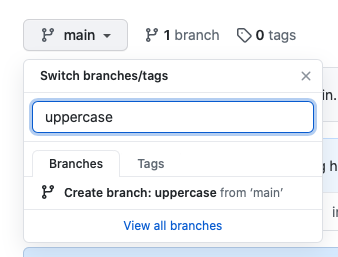 main 1 branch 0 tags
Switch branches/tags
in.
uppercase
Branches Tags
Create branch: uppercase from ‘main’
View all branches